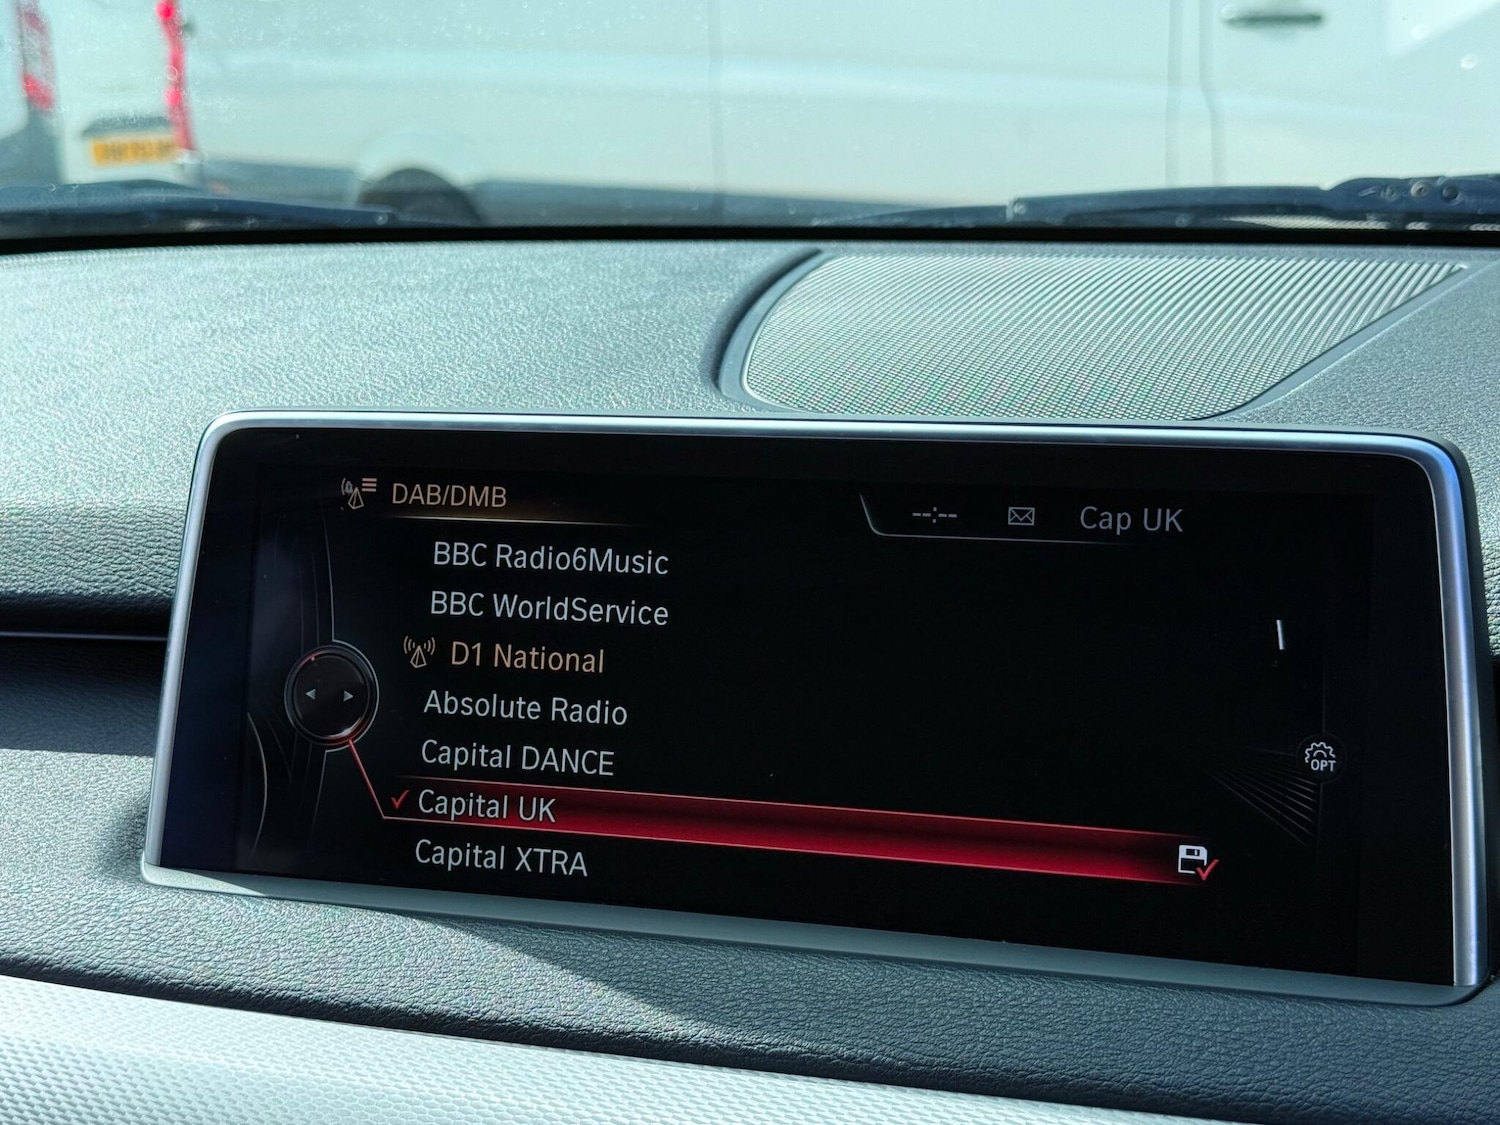 DAB/DMB
--:-- Cap UK
BBC Radio6Music
BBC WorldService
D1 National
Absolute Radio
Capital DANCE
Capital UK
Capital XTRA
OPT